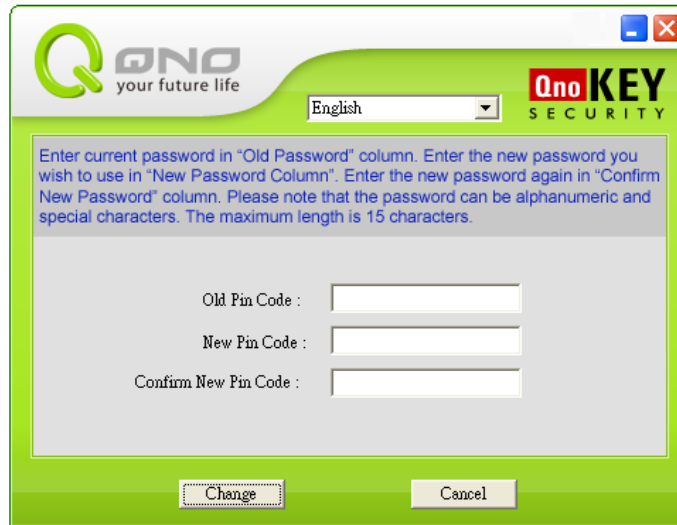 QNO
your future life
English
Qno KEY
SECURITY
Enter current password in “Old Password” column. Enter the new password you
wish to use in “New Password Column”. Enter the new password again in “Confirm
New Password” column. Please note that the password can be alphanumeric and
special characters. The maximum length is 15 characters.
Old Pin Code :
New Pin Code :
Confirm New Pin Code :
Change
Cancel